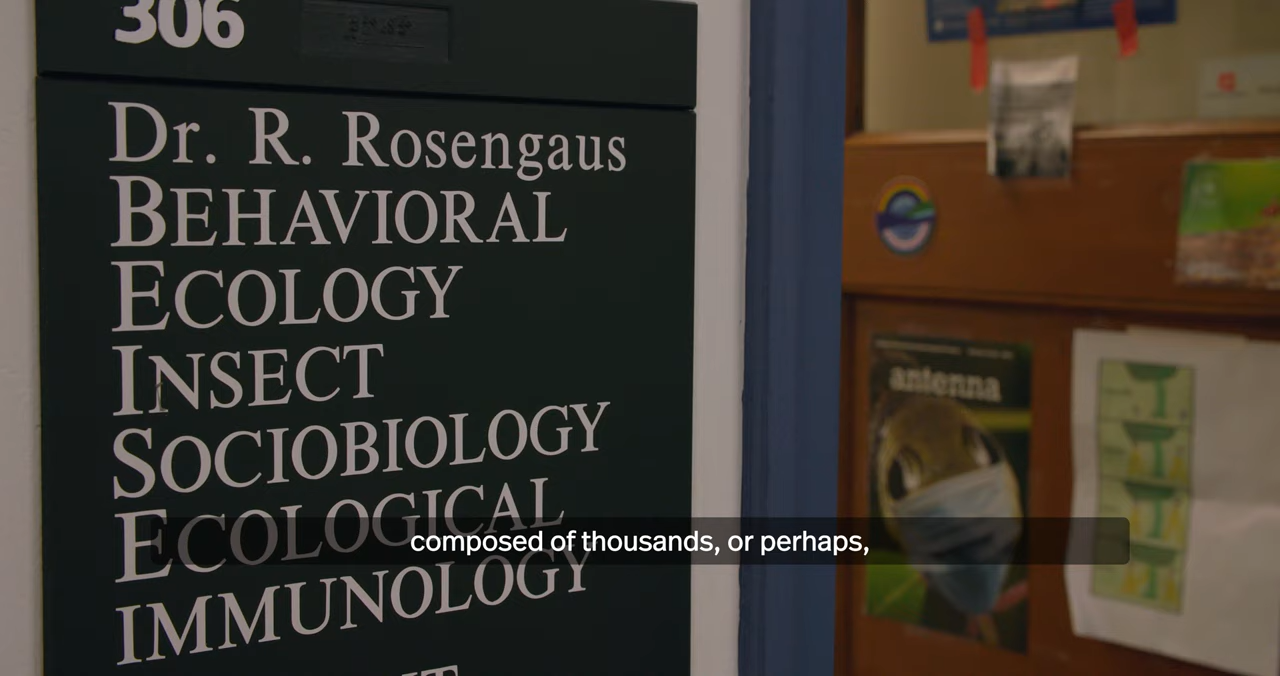 306
Dr. R. Rosengaus
BEHAVIORAL
ECOLOGY
INSECT
SOCIOBIOLOGY
ECOLOGICAL
IMMUNOLOGY
antenna
composed of thousands, or perhaps,